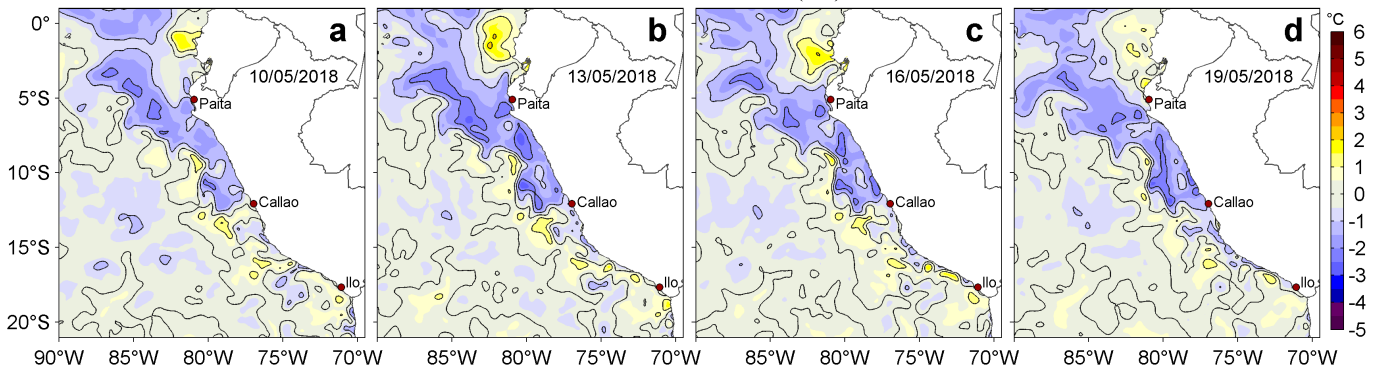 a
b
c
d
°C
10/05/2018
13/05/2018
16/05/2018
19/05/2018
Paita
Paita
Paita
Paita
Callao
Callao
Callao
Callao
Ilo
Ilo
Ilo
Ilo
0°
5°S
10°S
15°S
20°S
90°W 85°W 80°W 75°W 70°W
85°W 80°W 75°W 70°W
85°W 80°W 75°W 70°W
85°W 80°W 75°W 70°W
6
5
4
3
2
1
0
-1
-2
-3
-4
-5